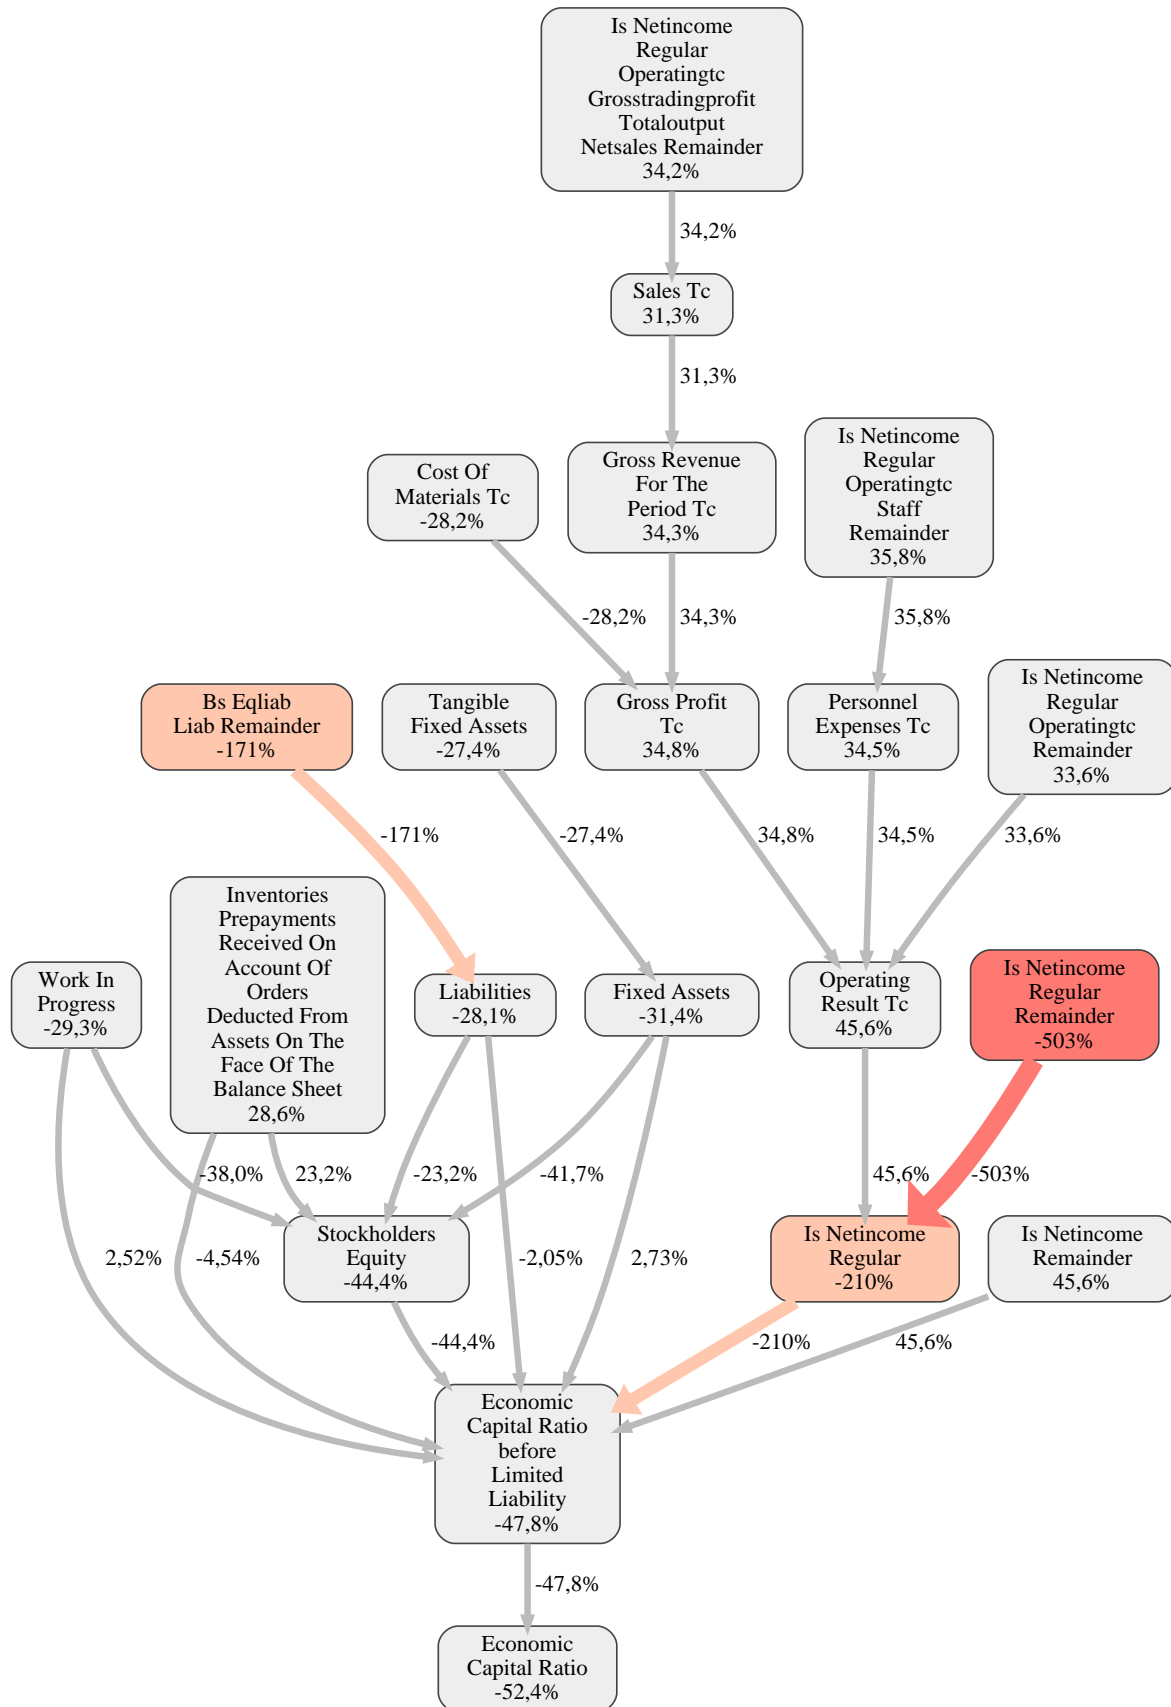 Is Netincome
Regular
Operatingtc
Grosstradingprofit
Totaloutput
Netsales Remainder
34,2%
34,2%
Sales Tc
31,3%
31,3%
Cost Of
Materials Tc
-28,2%
Gross Revenue
For The
Period Tc
34,3%
Is Netincome
Regular
Operatingtc
Staff
Remainder
35,8%
-28,2%
34,3%
35,8%
Bs Eqliab
Liab Remainder
-171%
Tangible
Fixed Assets
-27,4%
Gross Profit
Tc
34,8%
Personnel
Expenses Tc
34,5%
Is Netincome
Regular
Operatingtc
Remainder
33,6%
-171%
-27,4%
34,8%
34,5%
33,6%
Work In
Progress
-29,3%
Inventories
Prepayments
Received On
Account Of
Orders
Deducted From
Assets On The
Face Of The
Balance Sheet
28,6%
Liabilities
-28,1%
Fixed Assets
-31,4%
Operating
Result Tc
45,6%
Is Netincome
Regular
Remainder
-503%
-38,0%
23,2%
-23,2%
-41,7%
45,6%
-503%
Stockholders
Equity
-44,4%
Is Netincome
Regular
-210%
Is Netincome
Remainder
45,6%
2,52%
-4,54%
-2,05%
2,73%
-44,4%
-210%
45,6%
Economic
Capital Ratio
before
Limited
Liability
-47,8%
-47,8%
Economic
Capital Ratio
-52,4%